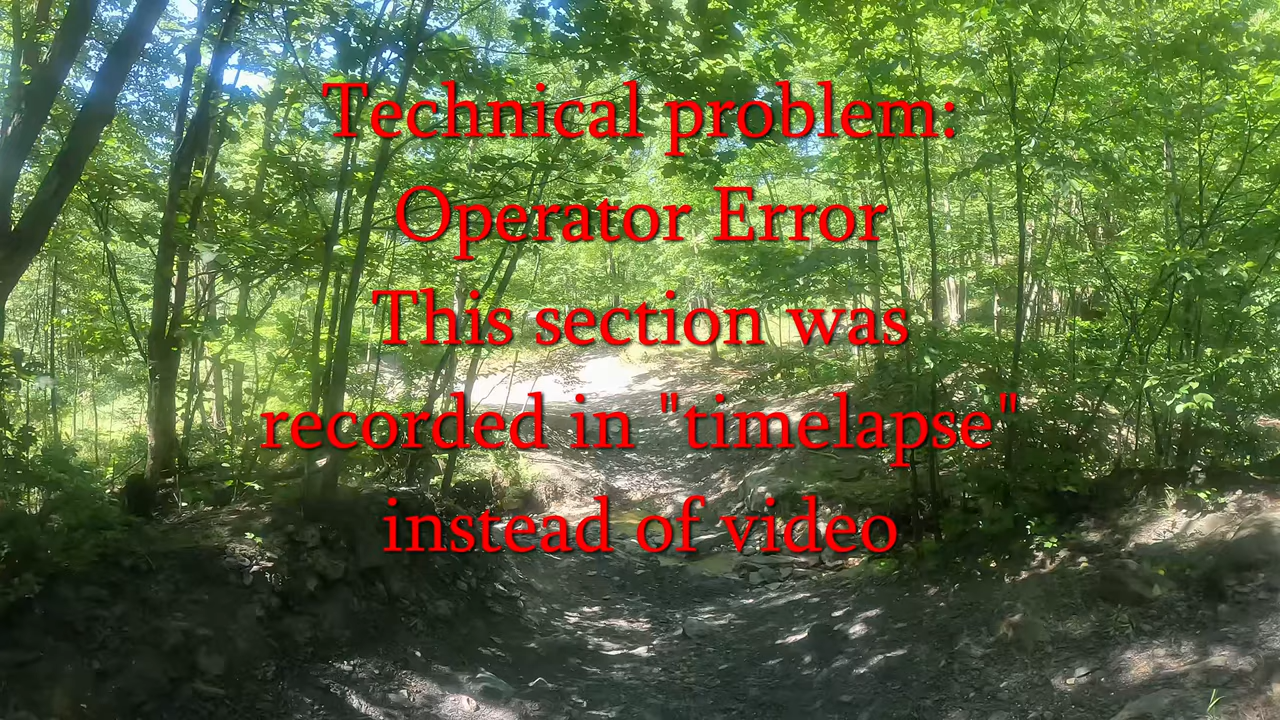 Technical problem:
Operator Error
This section was
recorded in "timelapse"
instead of video